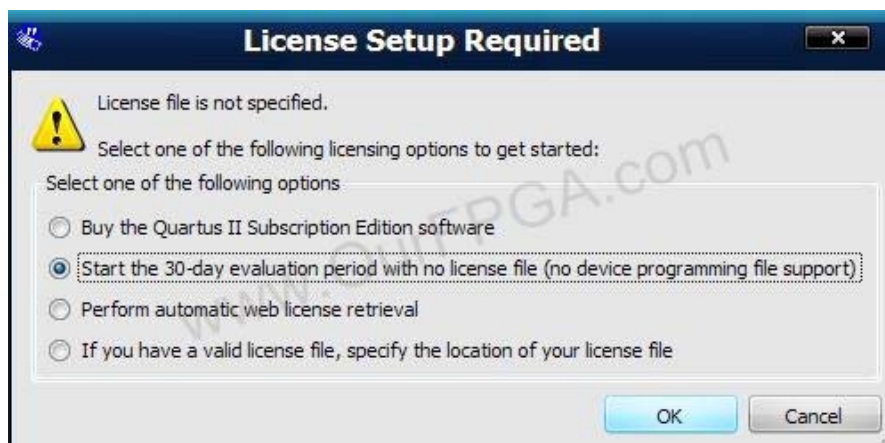 License Setup Required
License file is not specified.
Select one of the following licensing options to get started:
Select one of the following options
Buy the Quartus II Subscription Edition software
Start the 30-day evaluation period with no license file (no device programming file support)
Perform automatic web license retrieval
If you have a valid license file, specify the location of your license file
OK Cancel
www.OurFPGA.com